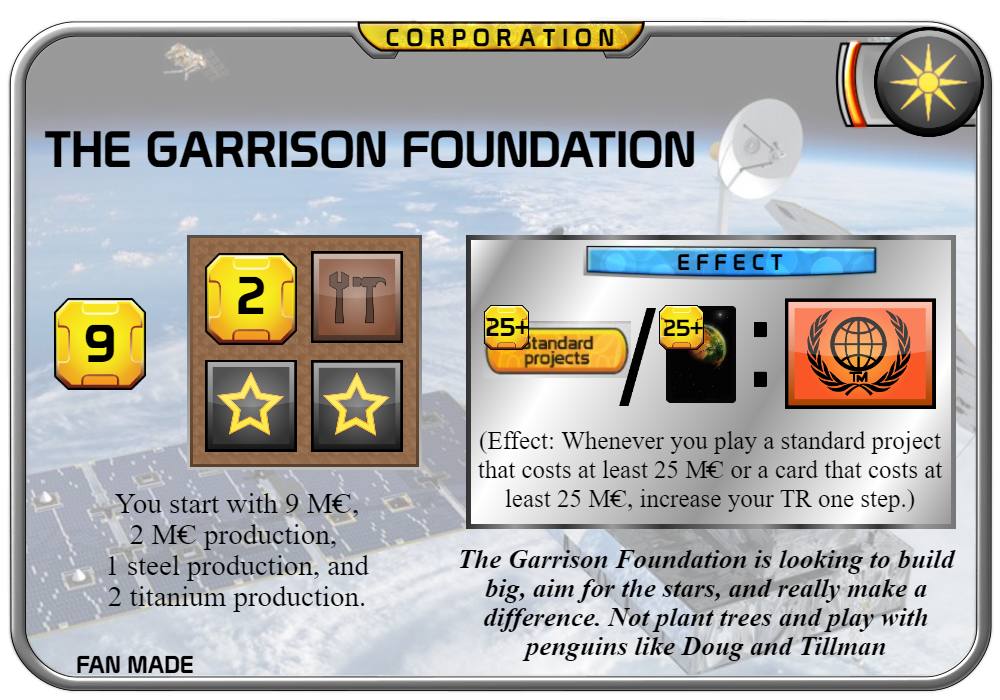 CORPORATION
THE GARRISON FOUNDATION
9
2
EFFECT
25+
Standard
projects
25+
TM
(Effect: Whenever you play a standard project
that costs at least 25 M€ or a card that costs at
least 25 M€, increase your TR one step.)
You start with 9 M€,
2 M€ production,
1 steel production, and
2 titanium production.
The Garrison Foundation is looking to build
big, aim for the stars, and really make a
difference. Not plant trees and play with
penguins like Doug and Tillman
FAN MADE